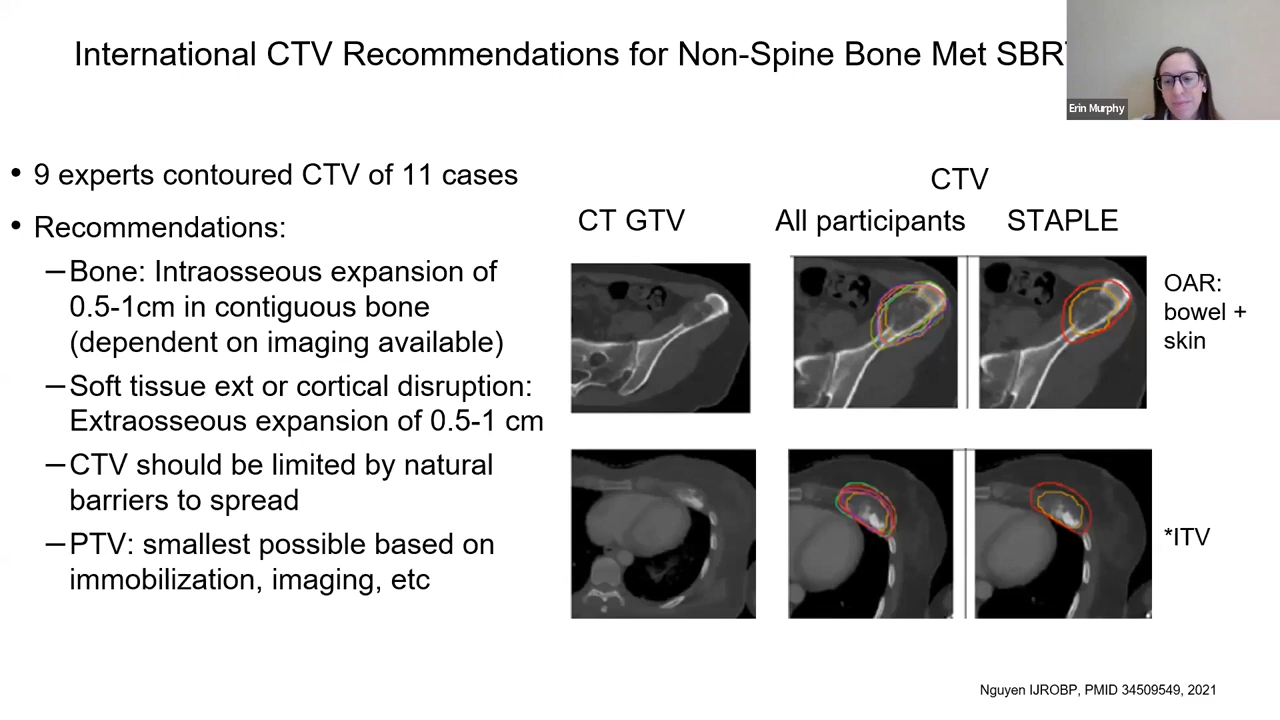 International CTV Recommendations for Non-Spine Bone Met
Erin Murphy
• 9 experts contoured CTV of 11 cases
• Recommendations:
–Bone: Intraosseous expansion of
0.5-1cm in contiguous bone
(dependent on imaging available)
–Soft tissue ext or cortical disruption:
Extraosseous expansion of 0.5-1 cm
–CTV should be limited by natural
barriers to spread
–PTV: smallest possible based on
immobilization, imaging, etc
CTV
CT GTV
All participants
STAPLE
OAR:
bowel +
skin
*ITV
Nguyen IJROBP, PMID 34509549, 2021